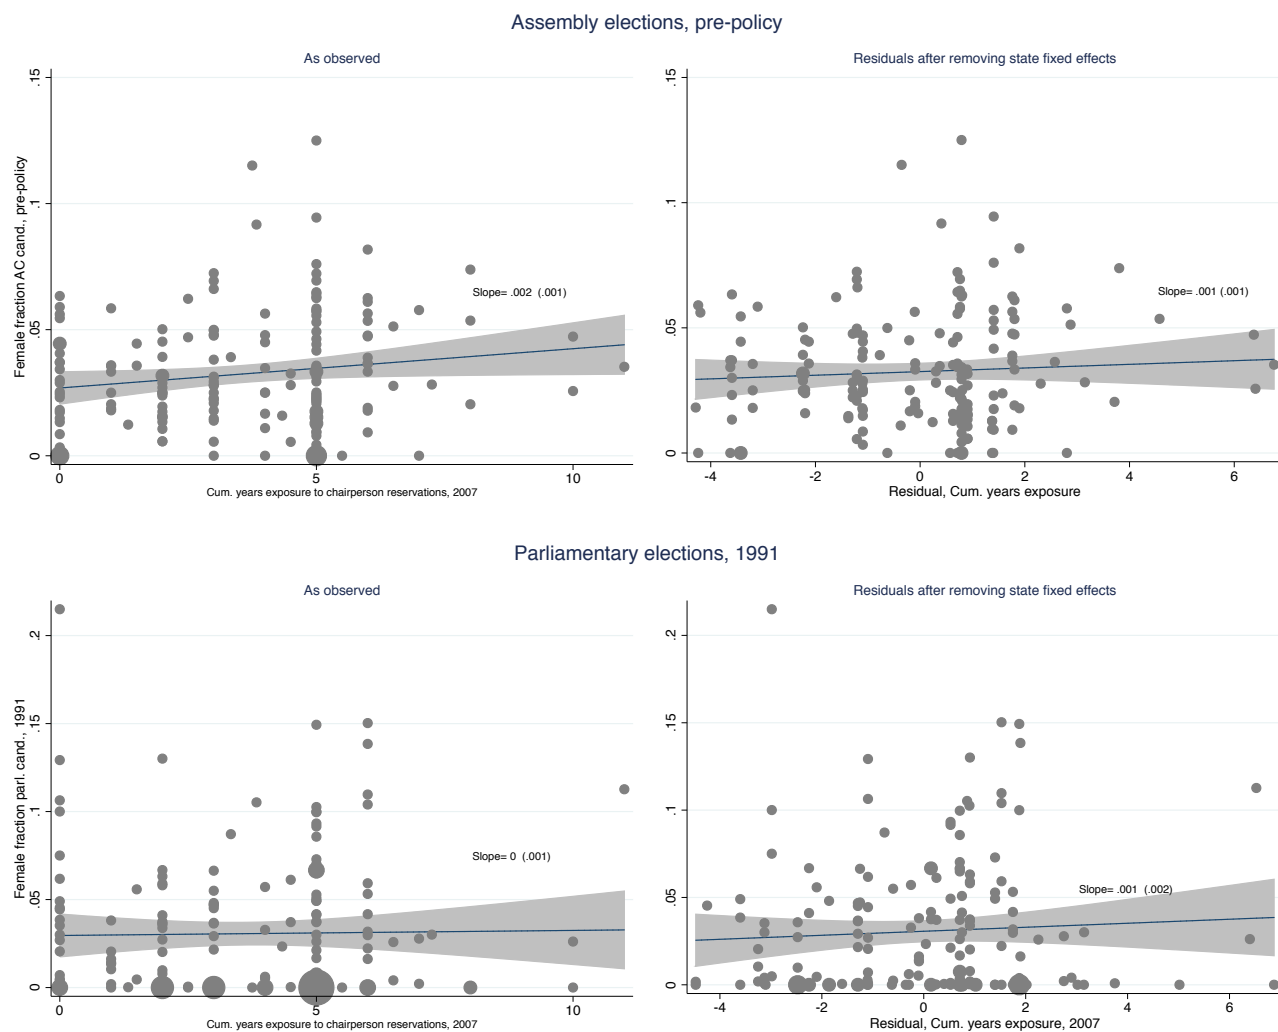 Assembly elections, pre-policy
As observed
Female fraction AC cand., pre-policy
.15
.1
.05
0
Slope= .002 (.001)
0 5 10
Cum. years exposure to chairperson reservations, 2007
Residuals after removing state fixed effects
.15
.1
.05
0
Slope= .001 (.001)
-4 -2 0 2 4 6
Residual, Cum. years exposure
Parliamentary elections, 1991
As observed
Female fraction parl. cand., 1991
.2
.15
.1
.05
0
Slope= 0 (.001)
0 5 10
Cum. years exposure to chairperson reservations, 2007
Residuals after removing state fixed effects
.2
.15
.1
.05
0
Slope= .001 (.002)
-4 -2 0 2 4 6
Residual, Cum. years exposure, 2007